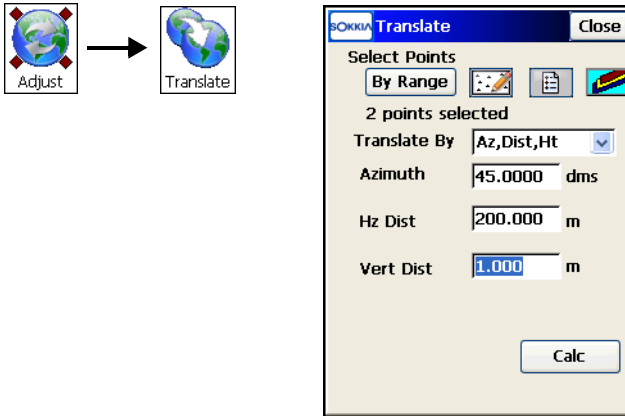 Adjust
Translate
SOKKIA Translate Close
Select Points
By Range
2 points selected
Translate By Az,Dist,Ht
Azimuth 45.0000 dms
Hz Dist 200.000 m
Vert Dist 1.000 m
Calc